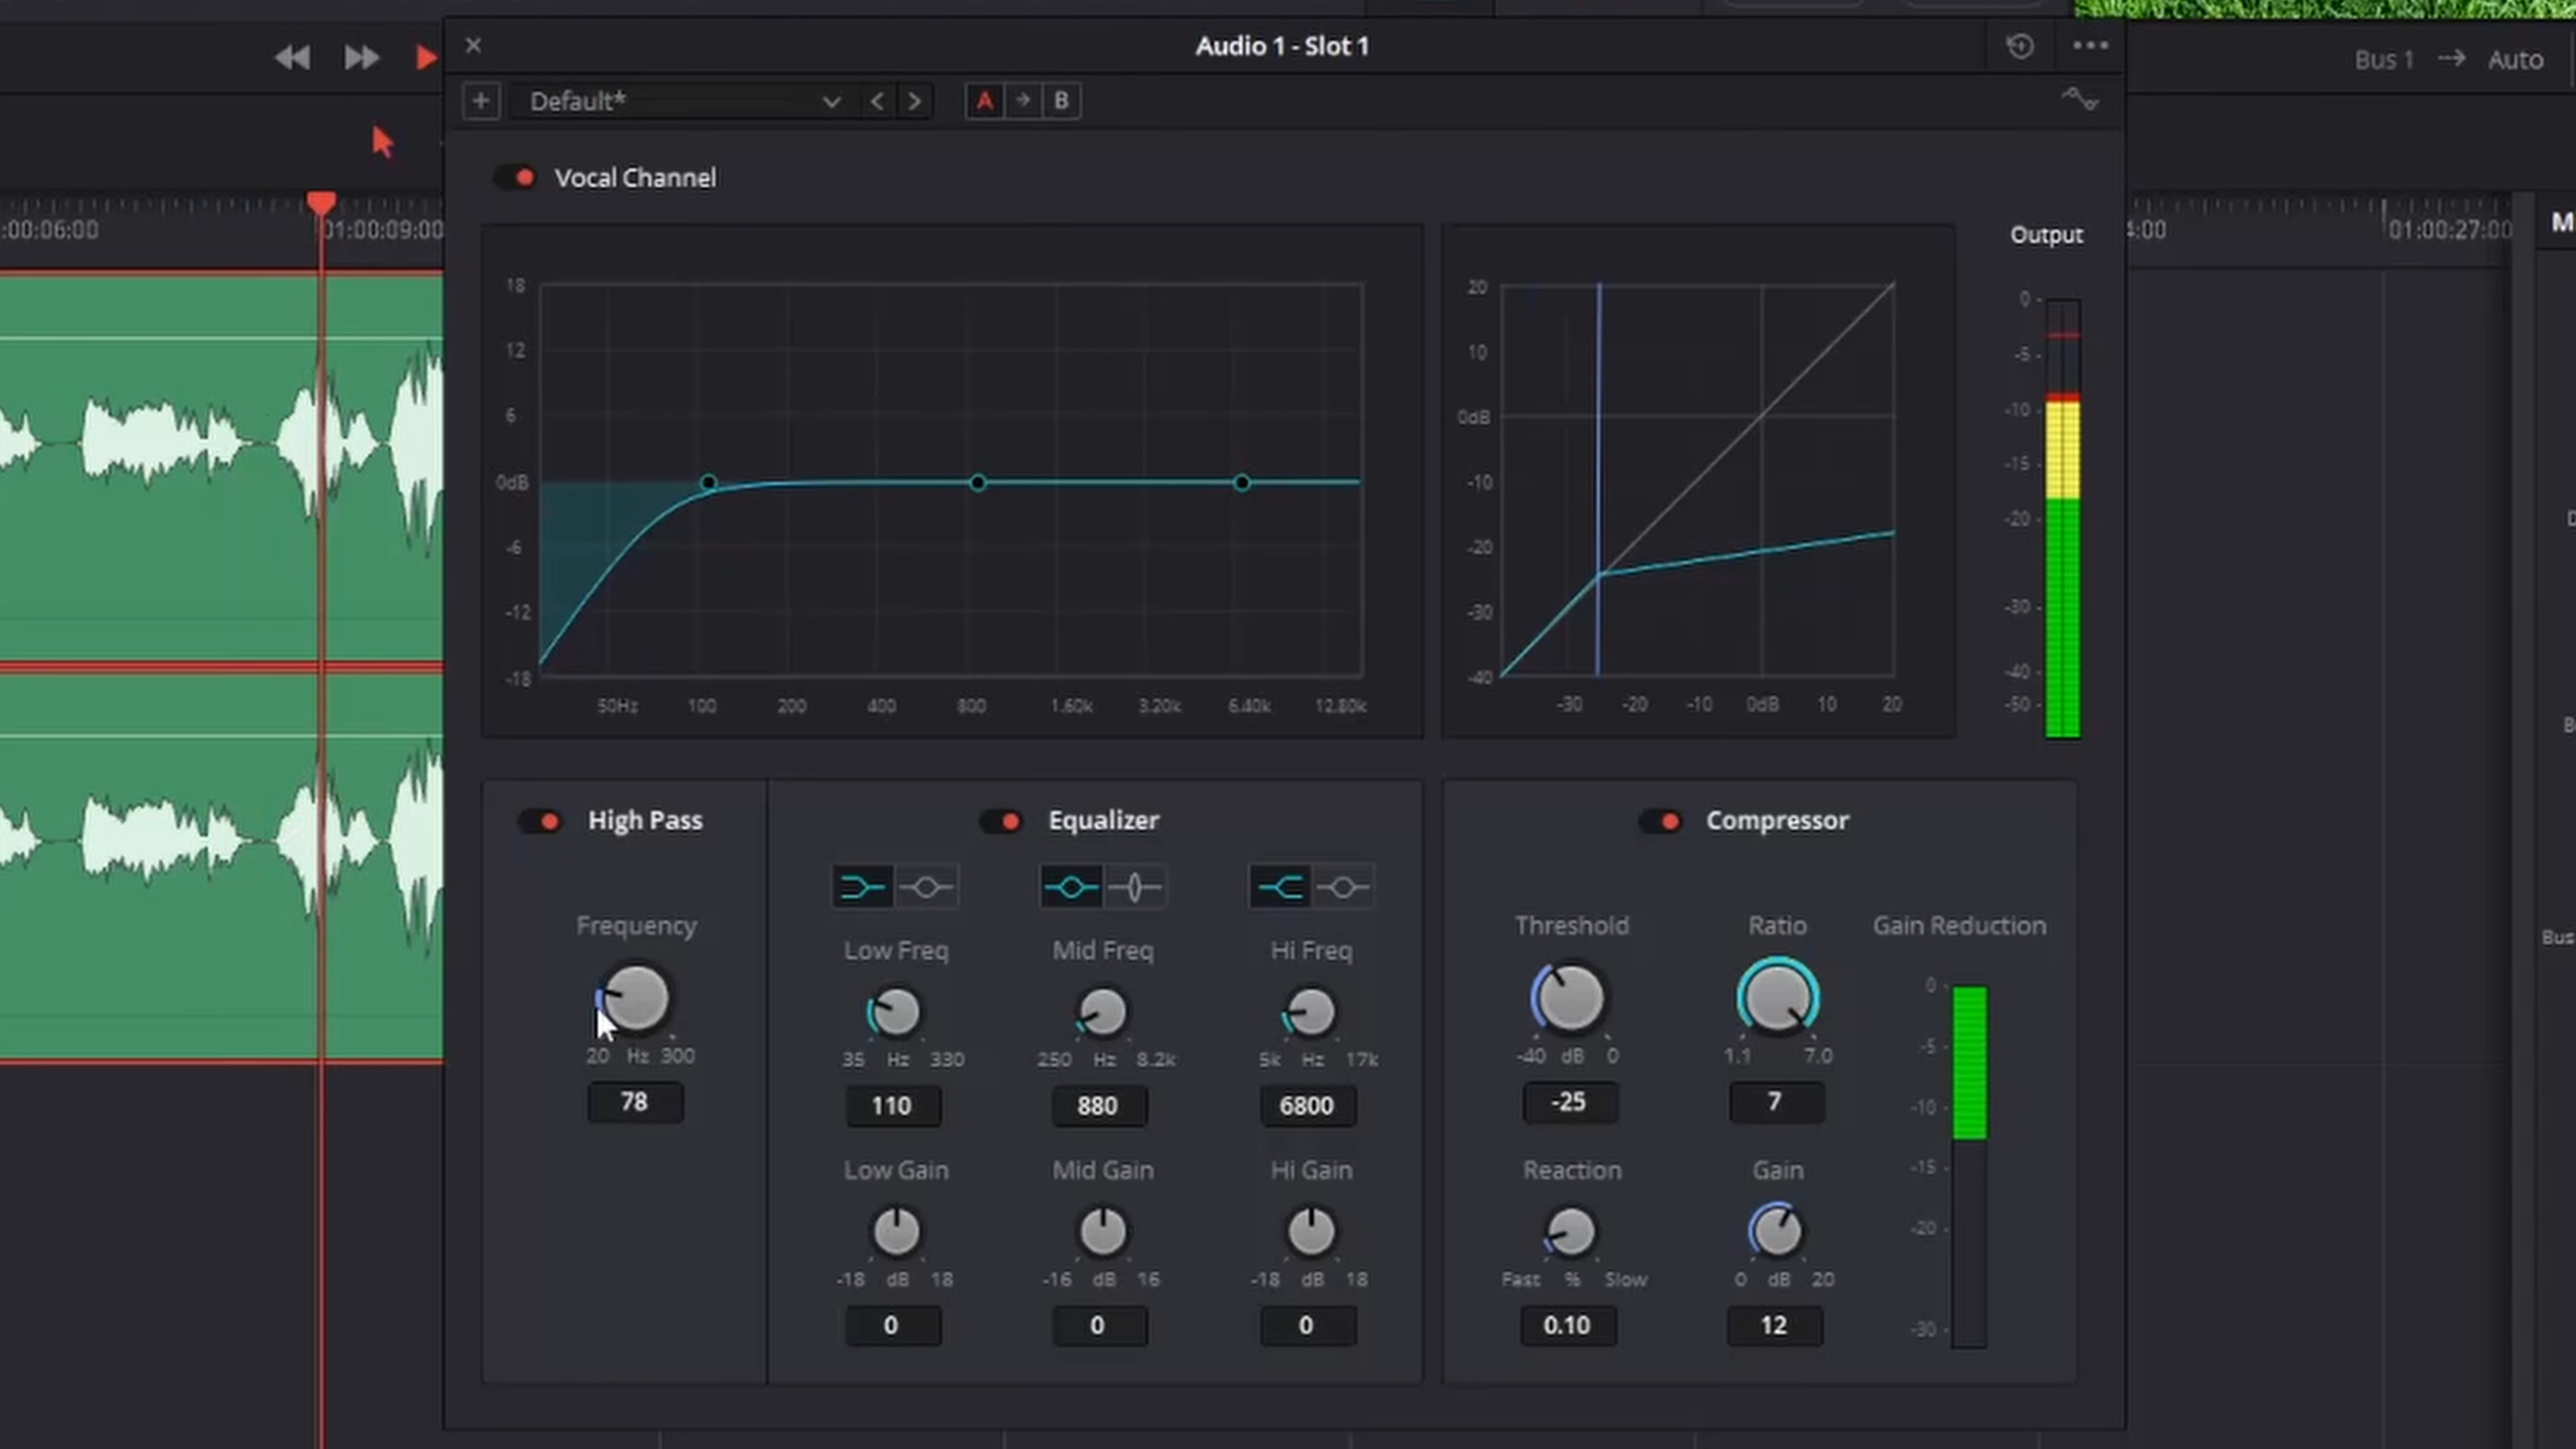 Audio 1 - Slot 1
Bus 1 → Auto
+ Default* < > A → B
Vocal Channel
:00:06:00 01:00:09:00 4:00 01:00:27:00 M
Output
18
12
6
0dB
-6
-12
-18
50Hz 100 200 400 800 1.60k 3.20k 6.40k 12.80k
20
10
0dB
-10
-20
-30
-40
-30 -20 -10 0dB 10 20
0
-5
-10
-15
-20
-30
-40
-50
High Pass
Frequency
20 Hz 300
78
Equalizer
Low Freq Mid Freq Hi Freq
35 Hz 330 250 Hz 8.2k 5k Hz 17k
110 880 6800
Low Gain Mid Gain Hi Gain
-18 dB 18 -16 dB 16 -18 dB 18
0 0 0
Compressor
Threshold Ratio Gain Reduction
-40 dB 0 1.1 7.0
-25 7
Reaction Gain
Fast % Slow 0 dB 20
0.10 12
0
-5
-10
-15
-20
-30
Bus